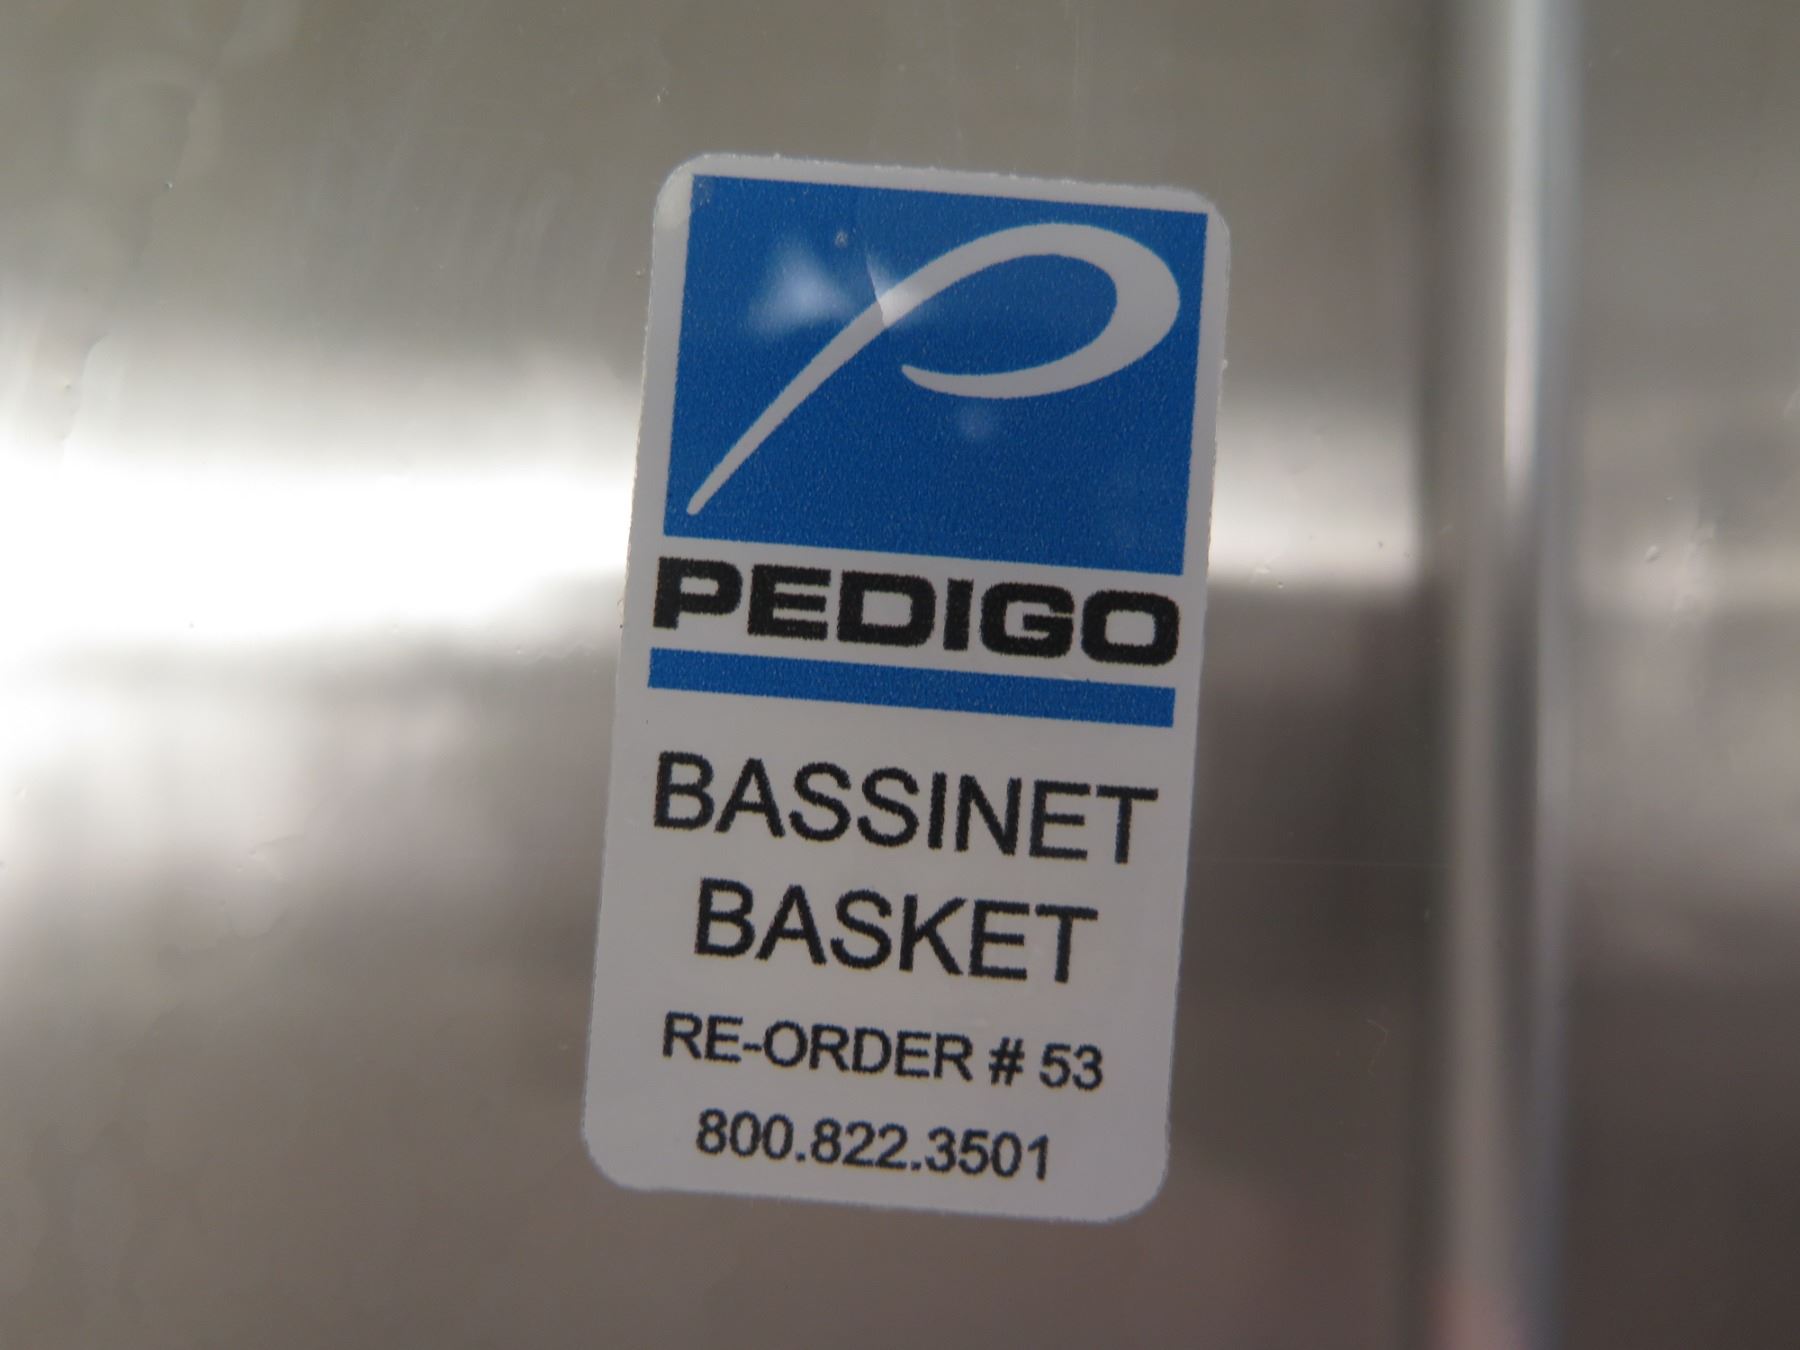 PEDIGO
BASSINET
BASKET
RE-ORDER # 53
800.822.3501